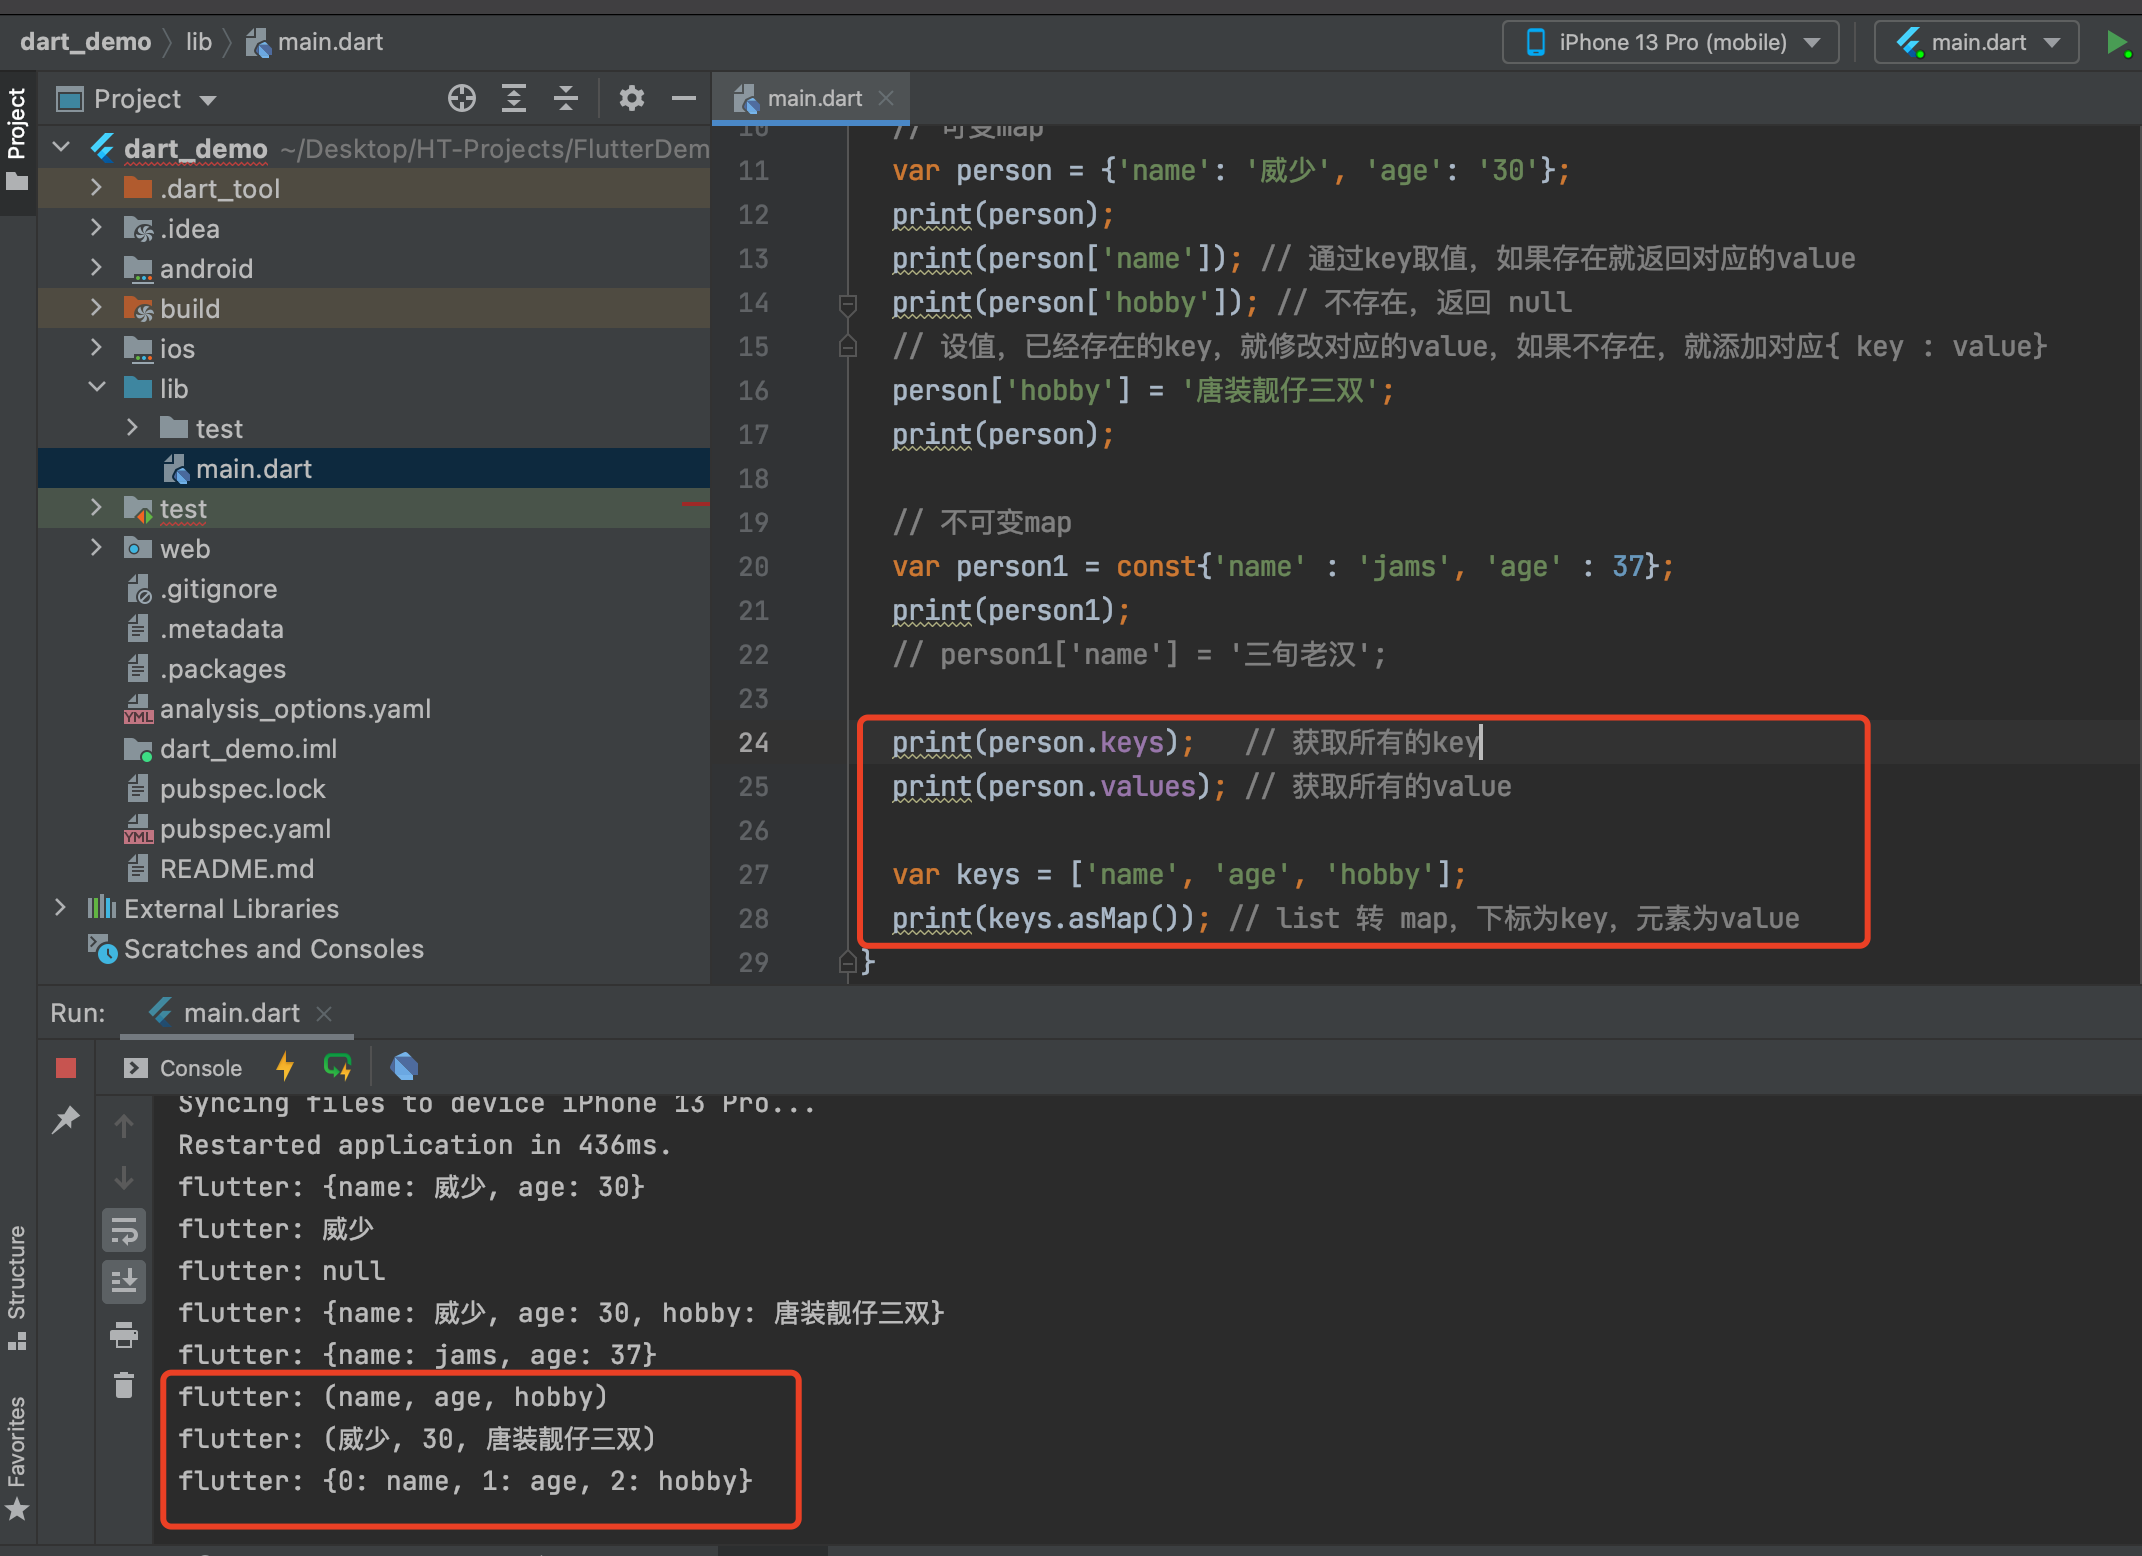 dart_demo lib main.dart
iPhone 13 Pro (mobile) main.dart
Project
Project
main.dart
dart_demo ~/Desktop/HT-Projects/FlutterDem
.dart_tool
.idea
android
build
ios
lib
test
main.dart
test
web
.gitignore
.metadata
.packages
analysis_options.yaml
dart_demo.iml
pubspec.lock
pubspec.yaml
README.md
External Libraries
Scratches and Consoles
10 // 可变map
11 var person = {'name': '威少', 'age': '30'};
12 print(person);
13 print(person['name']); // 通过key取值，如果存在就返回对应的value
14 print(person['hobby']); // 不存在，返回 null
15 // 设值，已经存在的key，就修改对应的value，如果不存在，就添加对应{ key : value}
16 person['hobby'] = '唐装靓仔三双';
17 print(person);
18
19 // 不可变map
20 var person1 = const{'name' : 'jams', 'age' : 37};
21 print(person1);
22 // person1['name'] = '三旬老汉';
23
24 print(person.keys); // 获取所有的key
25 print(person.values); // 获取所有的value
26
27 var keys = ['name', 'age', 'hobby'];
28 print(keys.asMap()); // list 转 map，下标为key，元素为value
29 }
Run: main.dart
Console
Syncing files to device iPhone 13 Pro...
Restarted application in 436ms.
flutter: {name: 威少, age: 30}
flutter: 威少
flutter: null
flutter: {name: 威少, age: 30, hobby: 唐装靓仔三双}
flutter: {name: jams, age: 37}
flutter: (name, age, hobby)
flutter: (威少, 30, 唐装靓仔三双)
flutter: {0: name, 1: age, 2: hobby}
Structure
Favorites